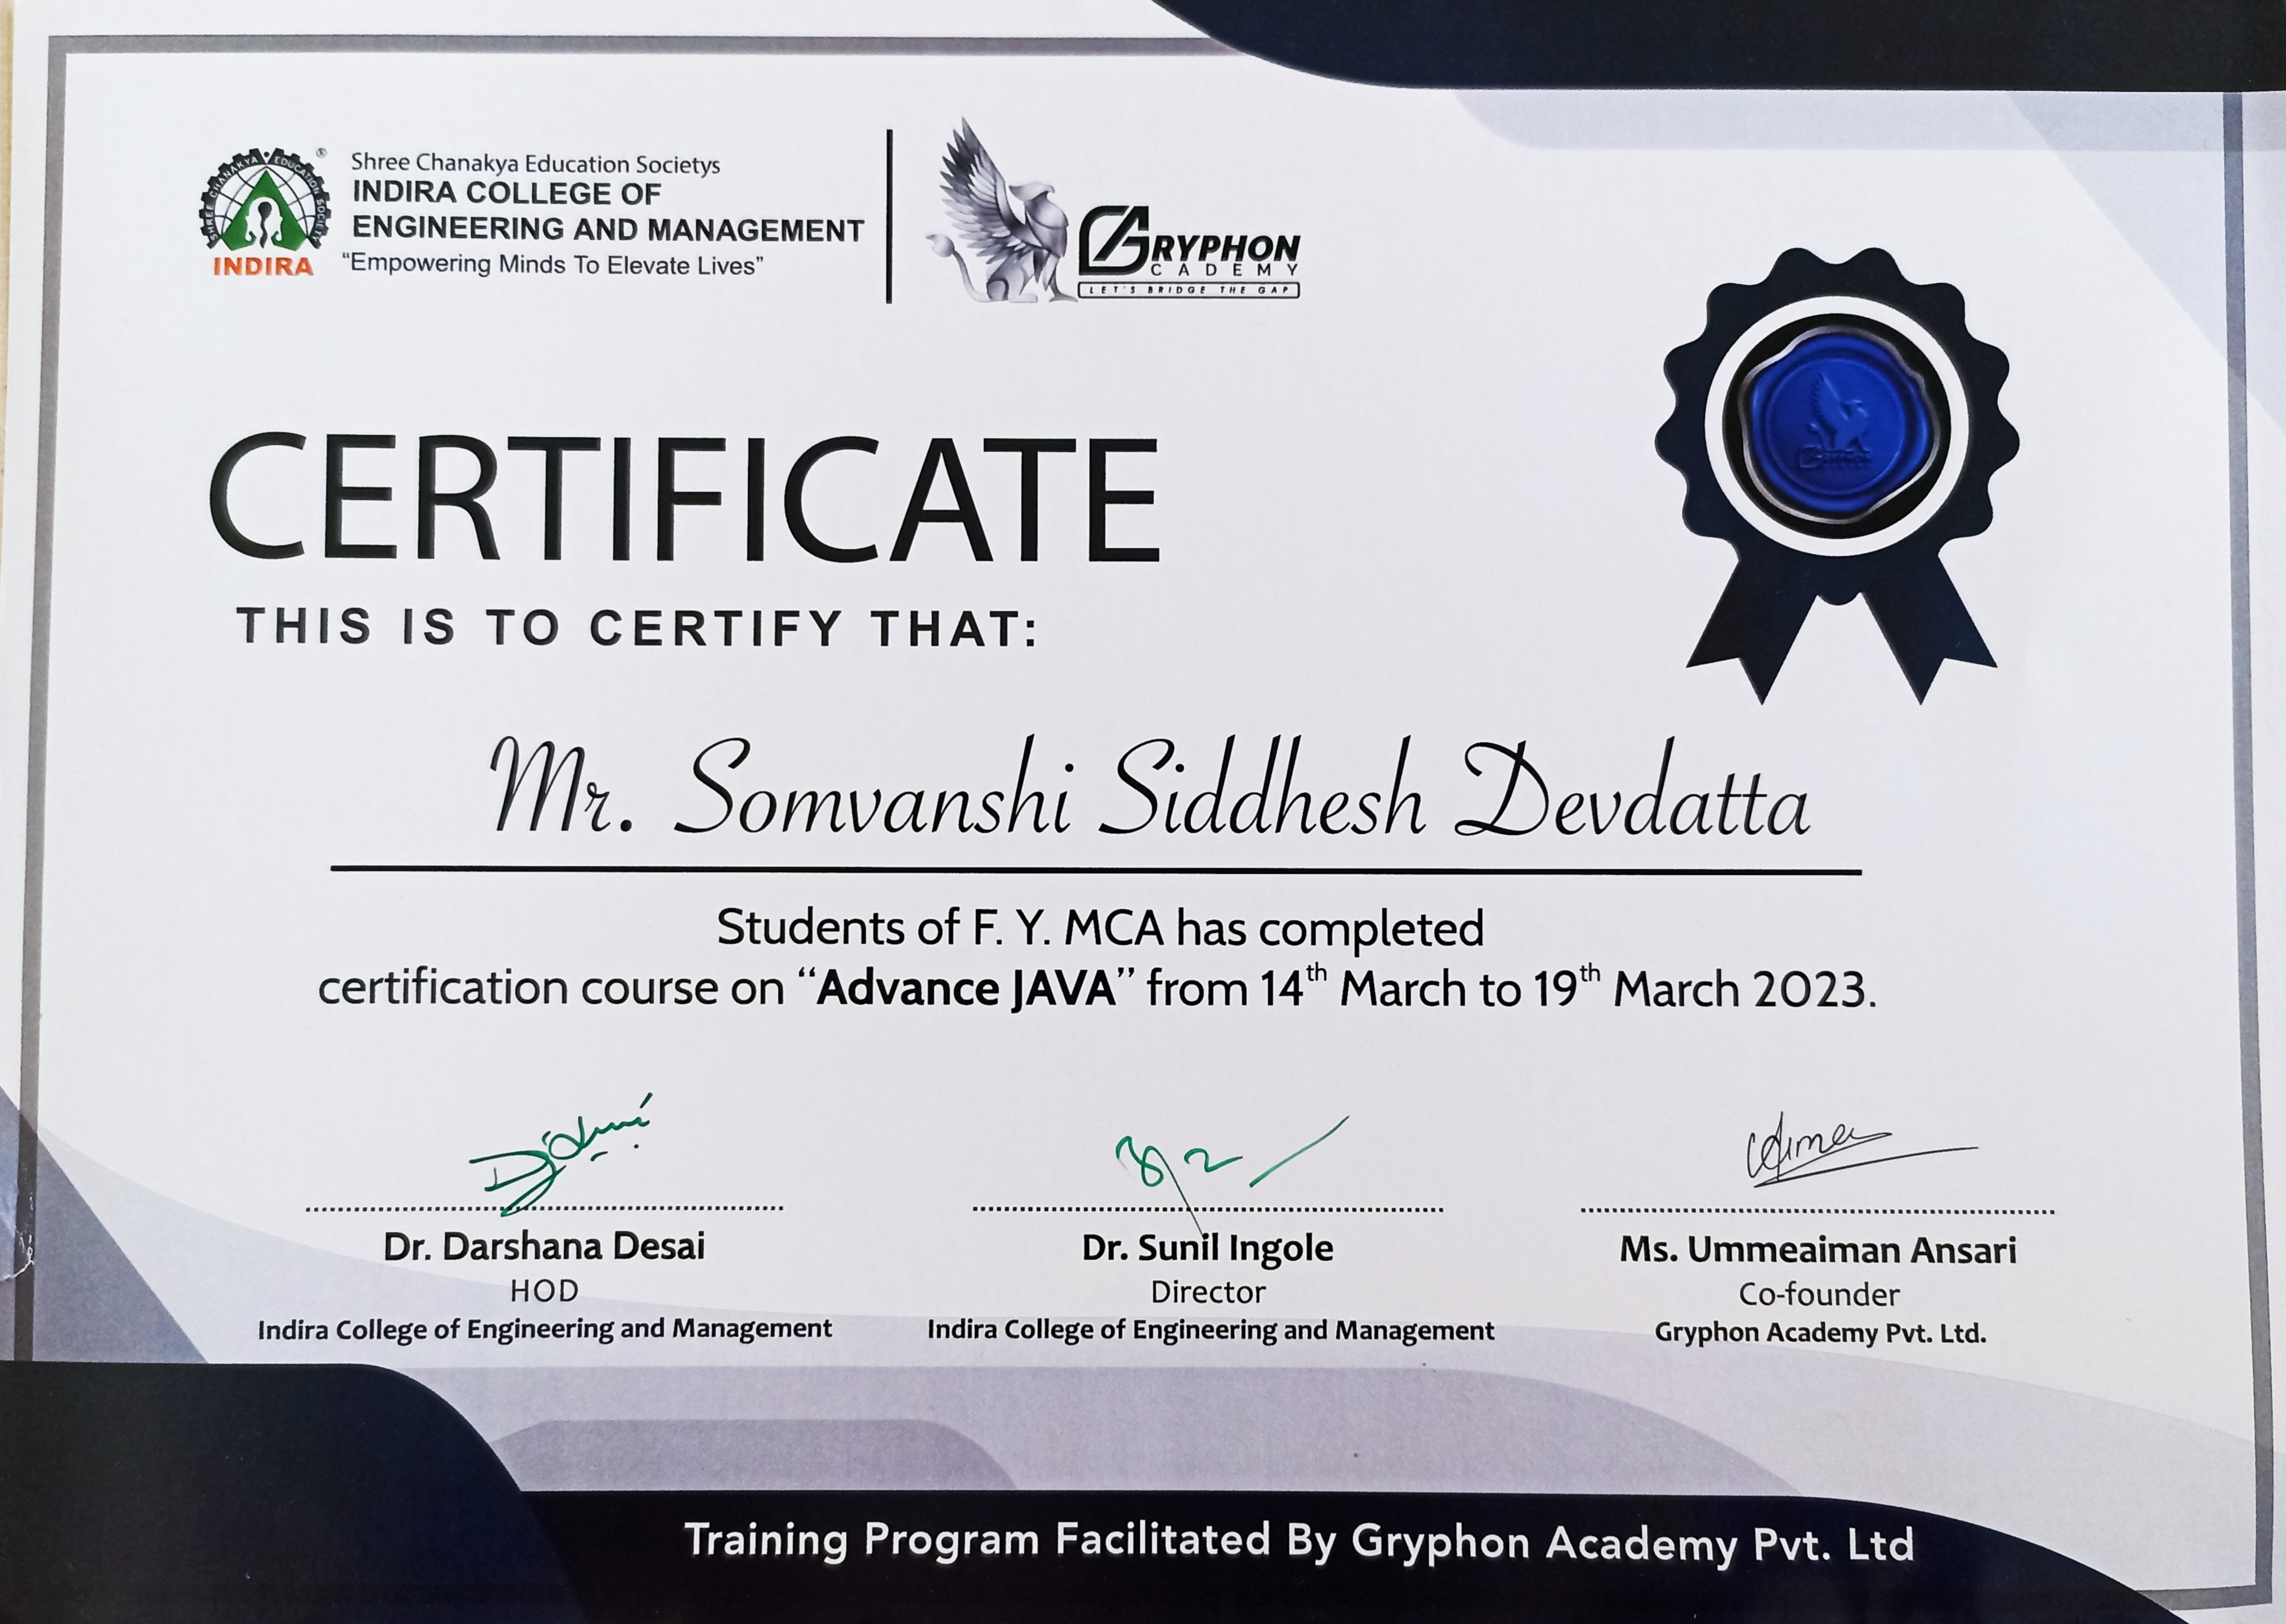 Shree Chanakya Education Societys
INDIRA COLLEGE OF
ENGINEERING AND MANAGEMENT
"Empowering Minds To Elevate Lives"
SHREE CHANAKYA EDUCATION SOCIETY
®
INDIRA
GRYPHON
ACADEMY
LET'S BRIDGE THE GAP
CERTIFICATE
THIS IS TO CERTIFY THAT:
Mr. Somvanshi Siddhesh Devdatta
Students of F. Y. MCA has completed
certification course on “Advance JAVA” from 14th March to 19th March 2023.
Dr. Darshana Desai
HOD
Indira College of Engineering and Management
Dr. Sunil Ingole
Director
Indira College of Engineering and Management
Ms. Ummeaiman Ansari
Co-founder
Gryphon Academy Pvt. Ltd.
Training Program Facilitated By Gryphon Academy Pvt. Ltd